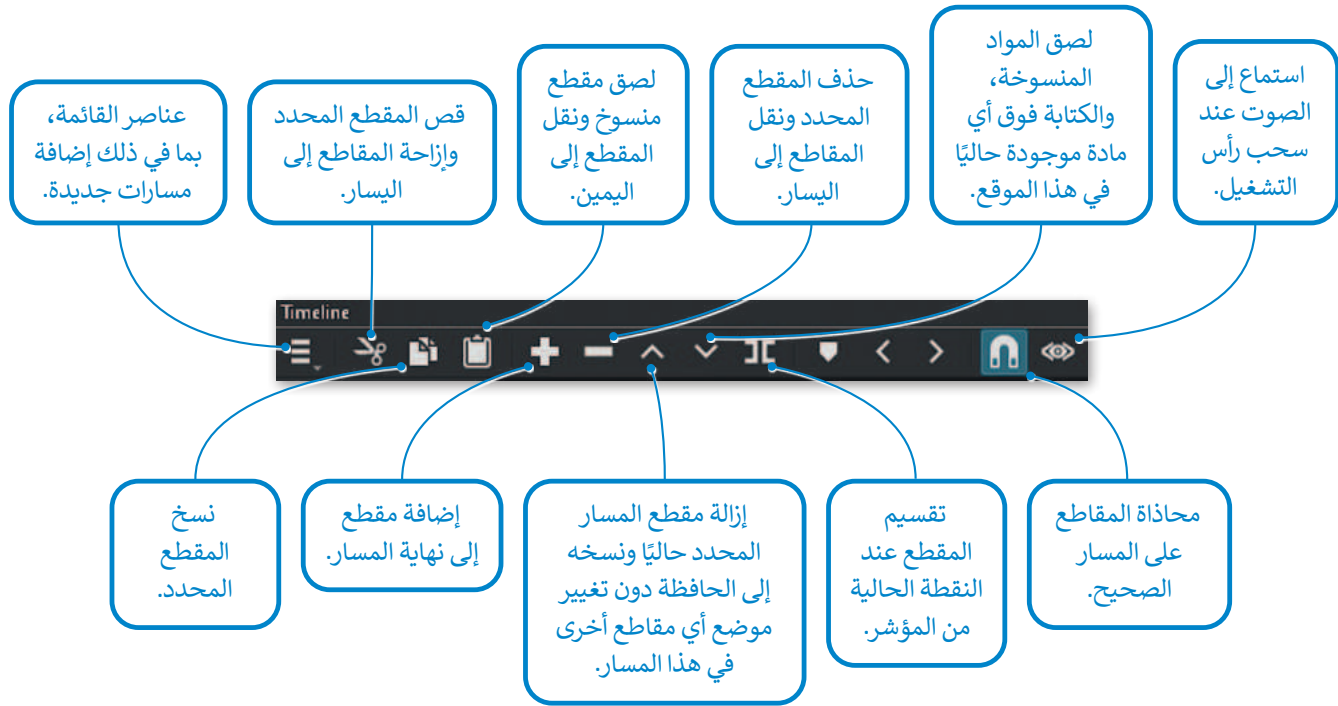 استماع إلى
الصوت عند
سحب رأس
التشغيل.
لصق المواد
المنسوخة،
والكتابة فوق أي
مادة موجودة حاليًا
في هذا الموقع.
حذف المقطع
المحدد ونقل
المقاطع إلى
اليسار.
لصق مقطع
منسوخ ونقل
المقطع إلى
اليمين.
قص المقطع المحدد
وإزاحة المقاطع إلى
اليسار.
عناصر القائمة،
بما في ذلك إضافة
مسارات جديدة.
Timeline
محاذاة المقاطع
على المسار
الصحيح.
تقسيم
المقطع عند
النقطة الحالية
من المؤشر.
إزالة مقطع المسار
المحدد حاليًا ونسخه
إلى الحافظة دون تغيير
موضع أي مقاطع أخرى
في هذا المسار.
إضافة مقطع
إلى نهاية المسار.
نسخ
المقطع
المحدد.